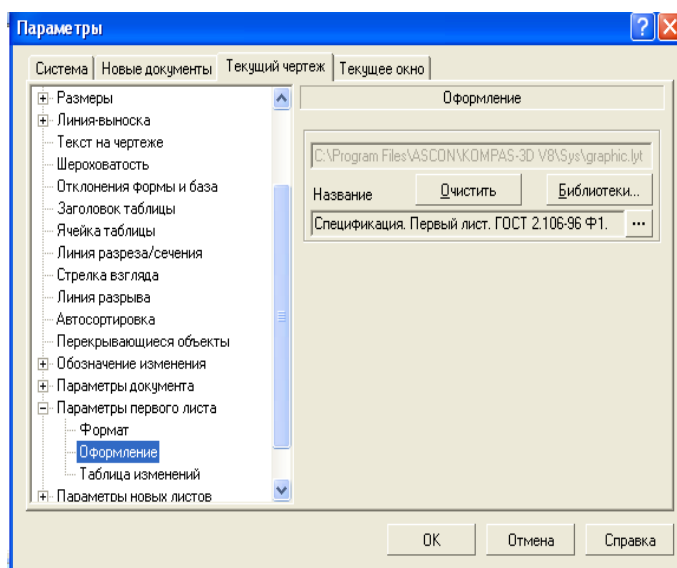 Параметры
Система Новые документы Текущий чертеж Текущее окно
Размеры
Линия-выноска
Текст на чертеже
Шероховатость
Отклонения формы и база
Заголовок таблицы
Ячейка таблицы
Линия разреза/сечения
Стрелка взгляда
Линия разрыва
Автосортировка
Перекрывающиеся объекты
Обозначение изменения
Параметры документа
Параметры первого листа
Формат
Оформление
Таблица изменений
Параметры новых листов
Оформление
C:\Program Files\ASCON\KOMPAS-3D V8\Sys\graphic.lyt
Название Очистить Библиотеки...
Спецификация. Первый лист. ГОСТ 2.106-96 Ф1. ...
OK Отмена Справка